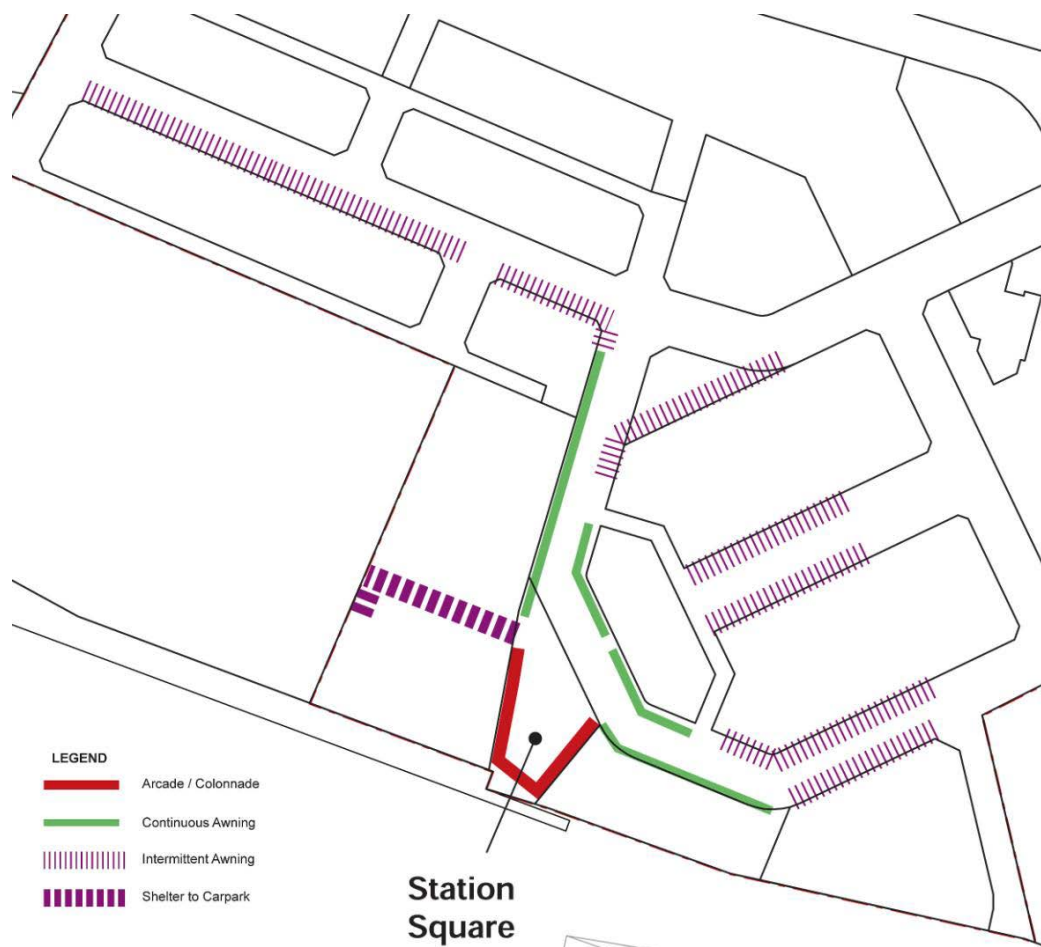 LEGEND
Arcade / Colonnade
Continuous Awning
Intermittent Awning
Shelter to Carpark
Station
Square